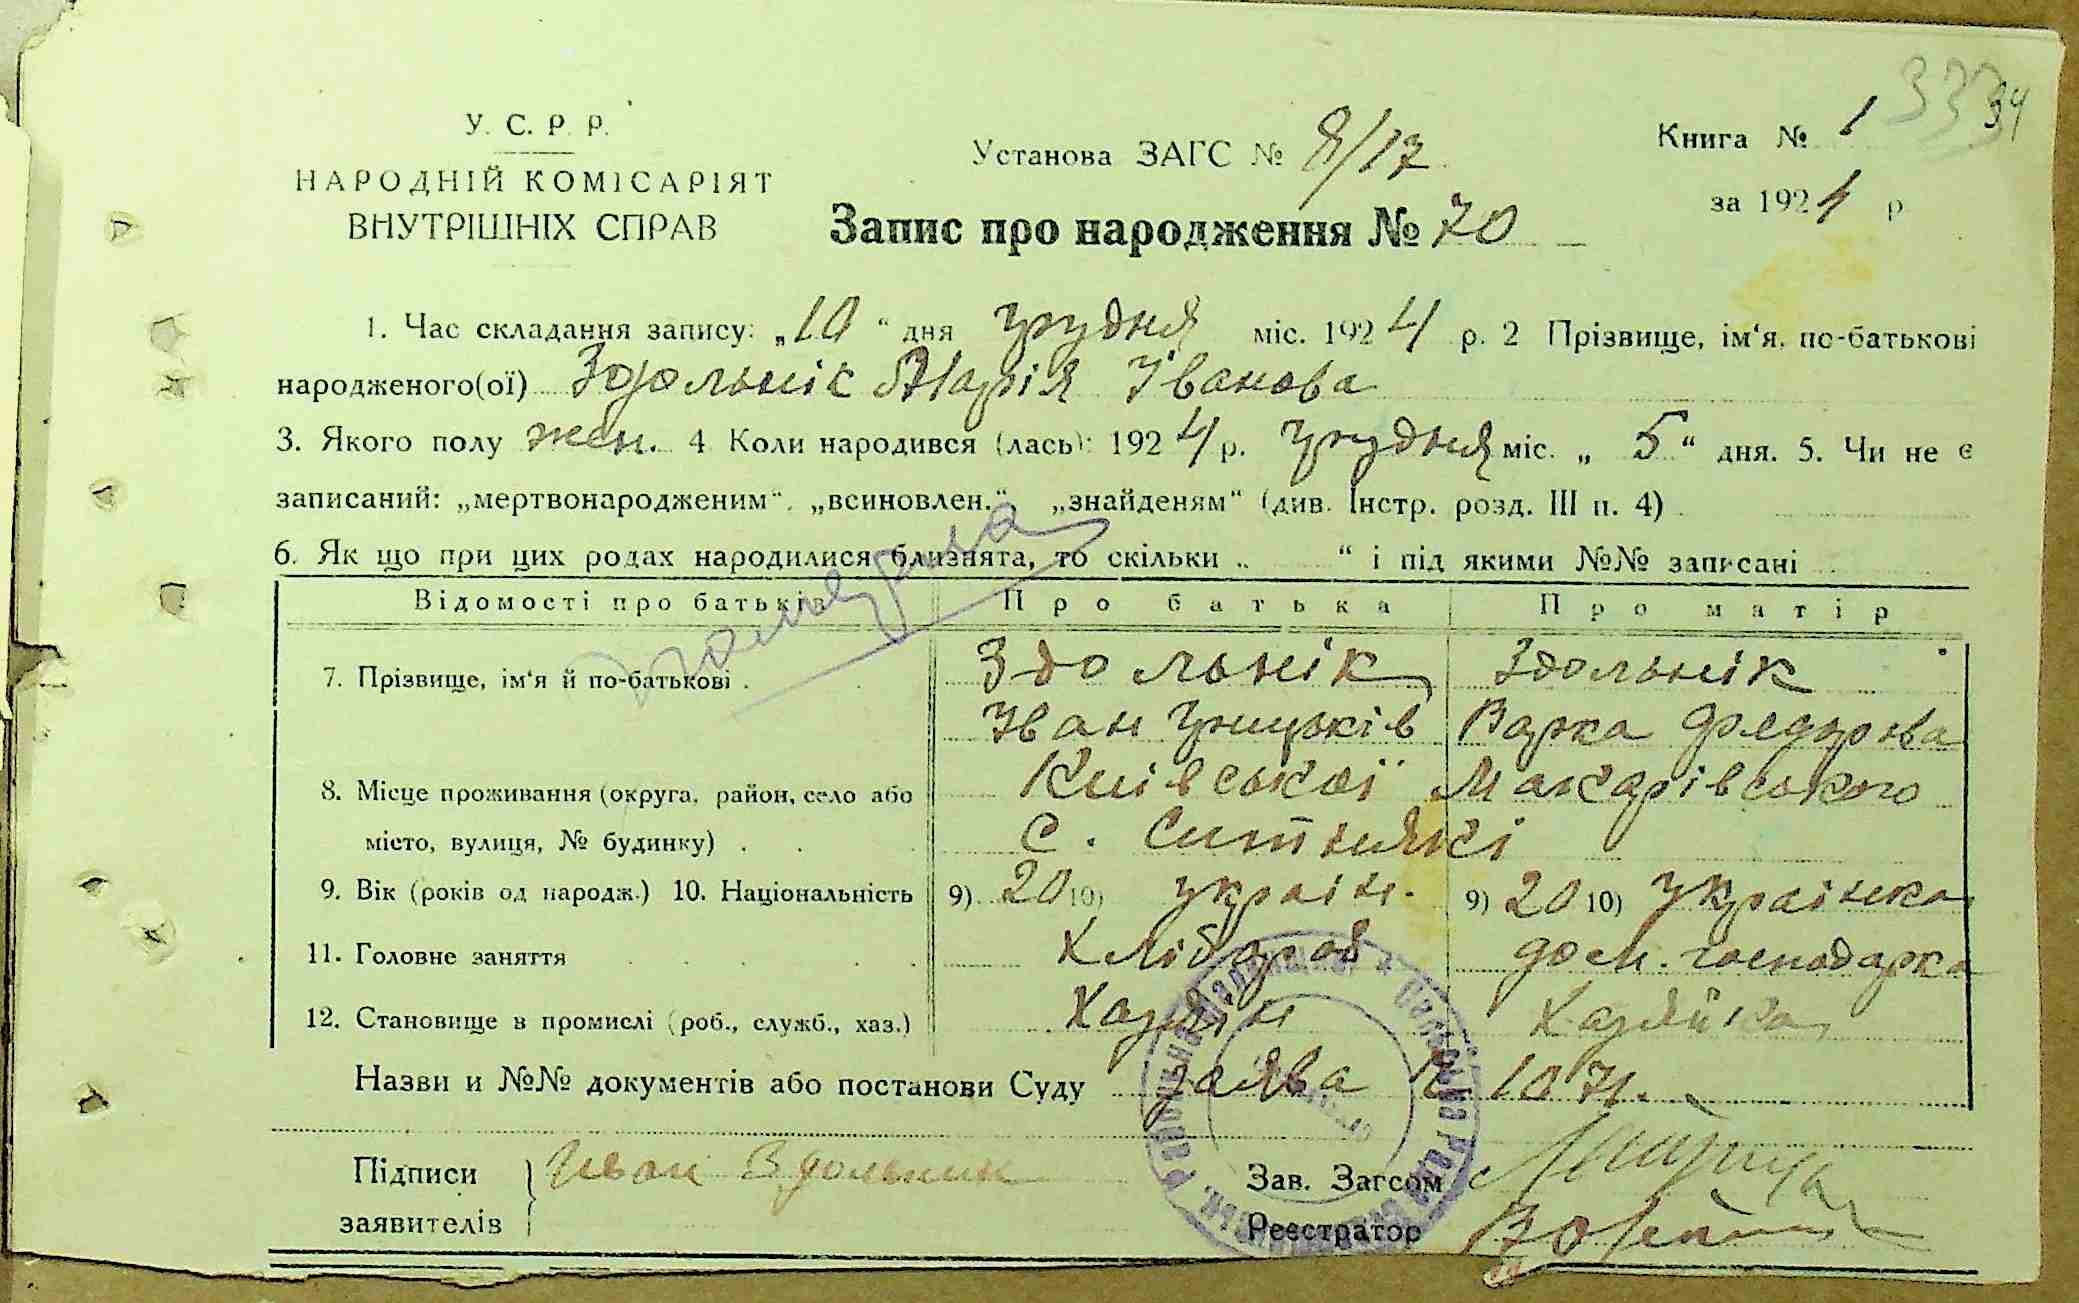 У. С. Р. Р.
НАРОДНІЙ КОМІСАРІЯТ
ВНУТРІШНІХ СПРАВ
Установа ЗАГС № 8/17
Книга № 1
334
за 1924 р
Запис про народження № 70
1. Час складання запису: „10“ дня грудня міс. 1924 р. 2 Прізвище, ім‘я, по-батькові
народженого(ої) Здольнік Марія Іванова
3. Якого полу жен. 4 Коли народився (лась): 1924 р. грудня міс. „ 5 “ дня. 5. Чи не є
записаний: „мертвонародженим“, „всиновлен.“ „знайденям“ (див. Інстр. розд. III п. 4)
6. Як що при цих родах народилися близнята, то скільки „ “ і під якими №№ записані
Відомості про батьків Про батька Про матір
7. Прізвище, ім‘я й по-батькові . Здольнік Здольнік
Іван Грицьків Варка Федорова
8. Місце проживання (округа, район, село або Киівськоі Макарівського
місто, вулиця, № будинку) . . с. Ситняки
9. Вік (років од народж.) 10. Національність 9) 20 10) україн. 9) 20 10) Українка
11. Головне заняття хлібороб дом. господарка
12. Становище в промислі (роб., служб., хаз.) Хазяін Хазяйка
Назви и №№ документів або постанови Суду заява №
Підписи Иван Здольник Зав. Загсом
заявителів Реєстратор